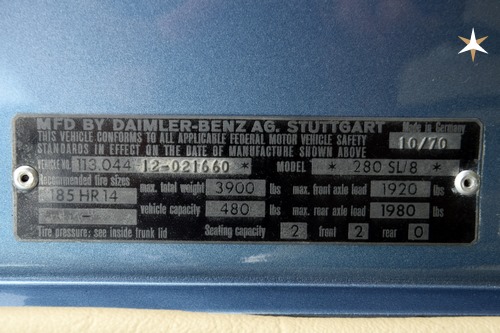 MFD BY DAIMLER-BENZ AG. STUTTGART Made in Germany
THIS VEHICLE CONFORMS TO ALL APPLICABLE FEDERAL MOTOR VEHICLE SAFETY
STANDARDS IN EFFECT ON THE DATE OF MANUFACTURE SHOWN ABOVE 10/70
VEHICLE NO. 113.044-12-021660 * MODEL * 280 SL/8 *
Recommended tire sizes
185 HR 14 max. total weight 3900 lbs max. front axle load 1920 lbs
- vehicle capacity 480 lbs max. rear axle load 1980 lbs
Tire pressure: see inside trunk lid Seating capacity 2 front 2 rear 0